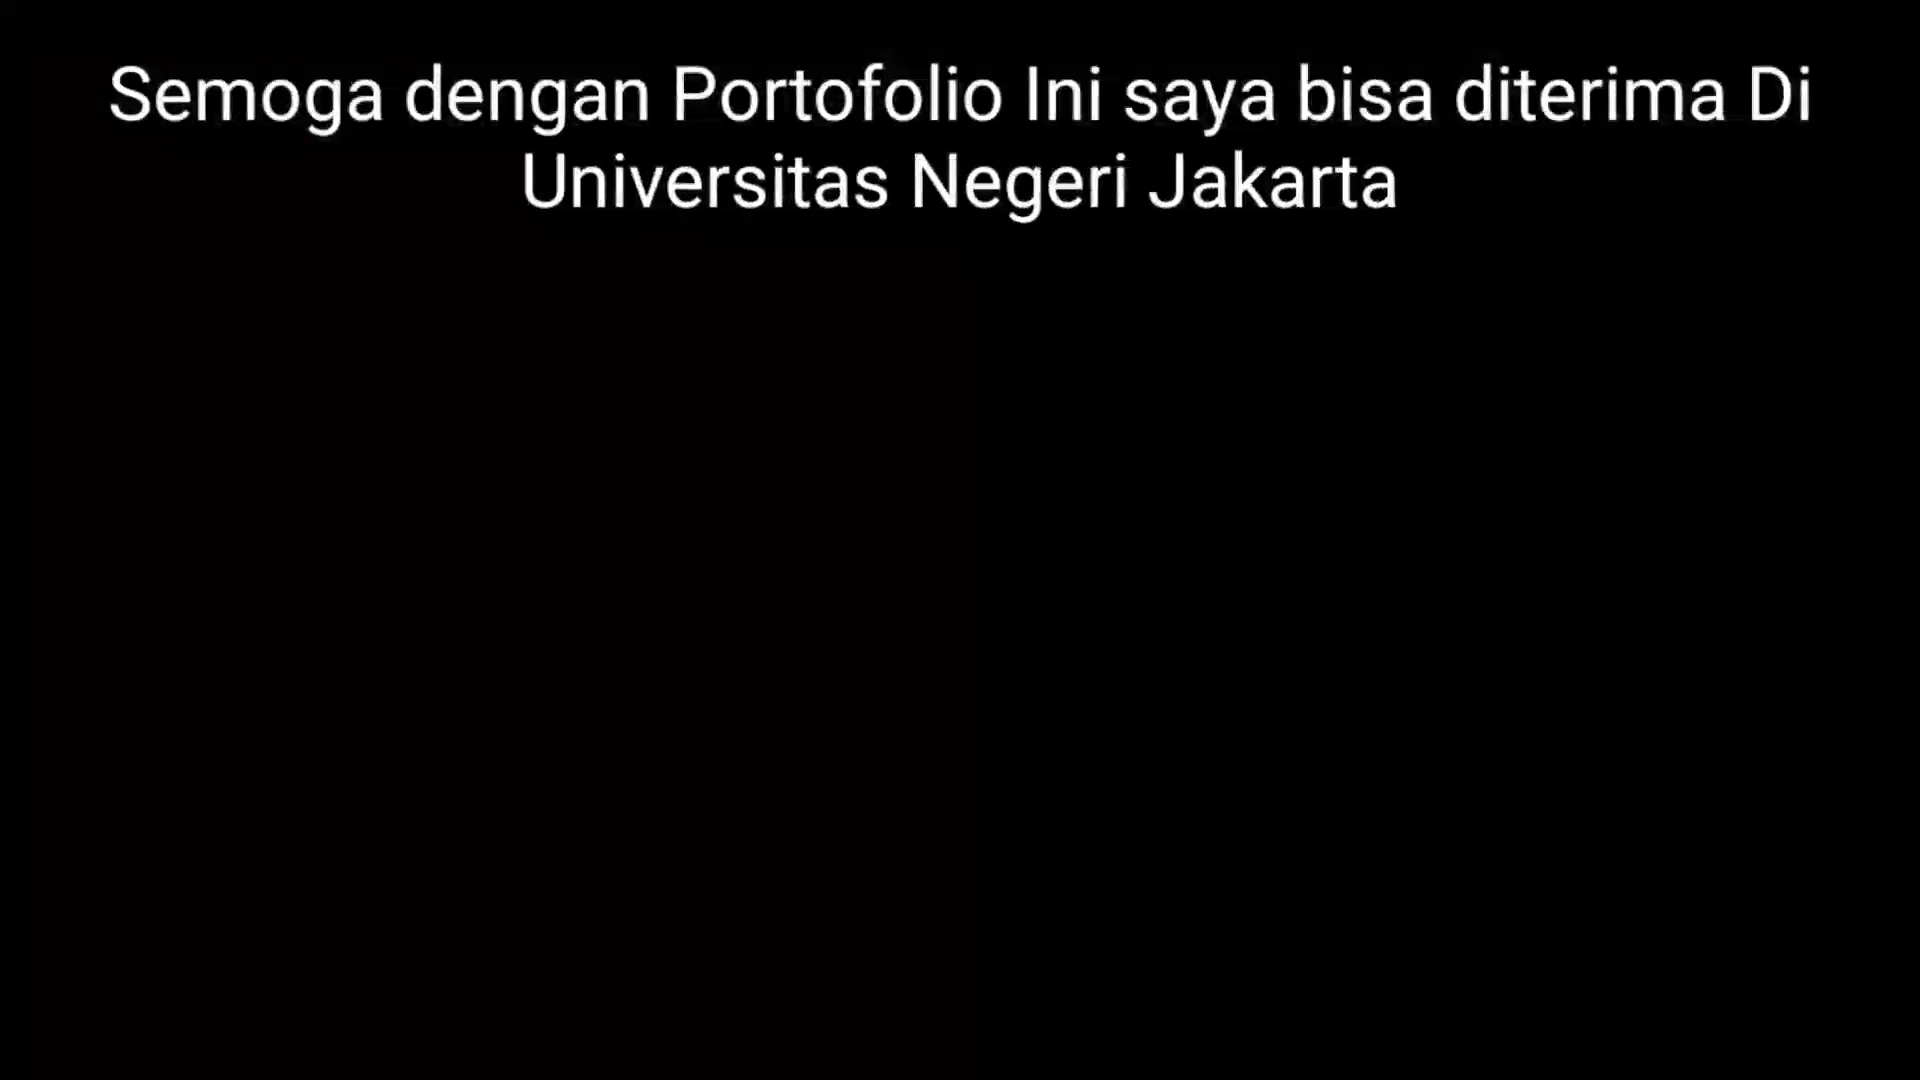 Semoga dengan Portofolio Ini saya bisa diterima Di
Universitas Negeri Jakarta